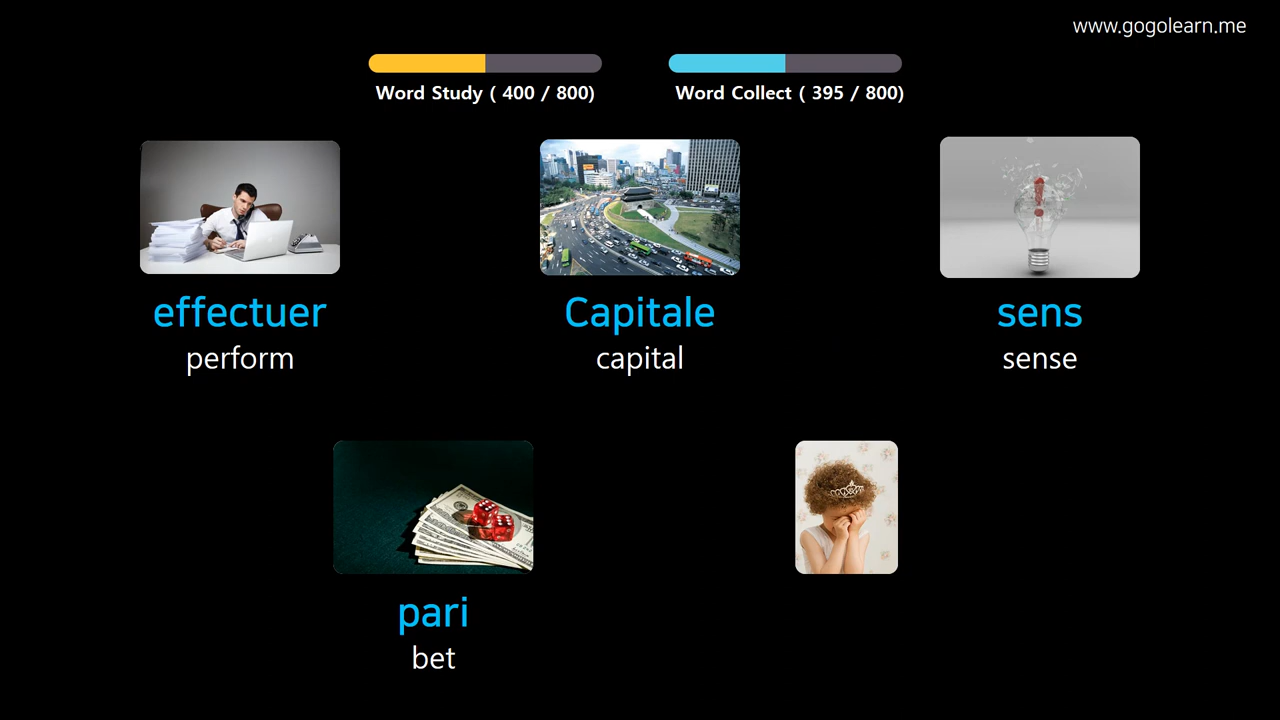 www.gogolearn.me
Word Study ( 400 / 800)
Word Collect ( 395 / 800)
effectuer
perform
Capitale
capital
sens
sense
pari
bet